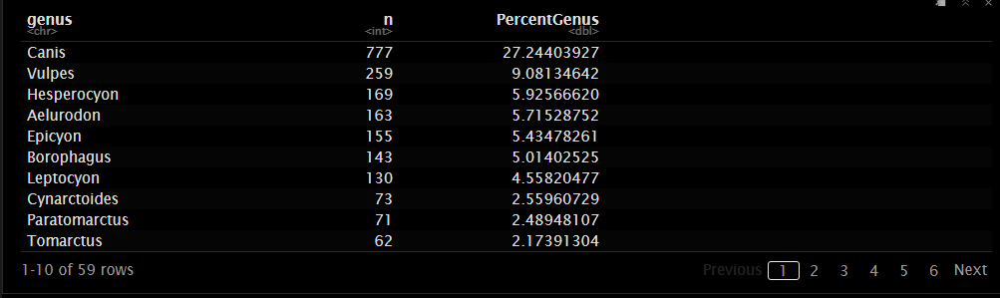 genus n PercentGenus
<chr> <int> <dbl>
Canis 777 27.24403927
Vulpes 259 9.08134642
Hesperocyon 169 5.92566620
Aelurodon 163 5.71528752
Epicyon 155 5.43478261
Borophagus 143 5.01402525
Leptocyon 130 4.55820477
Cynarctoides 73 2.55960729
Paratomarctus 71 2.48948107
Tomarctus 62 2.17391304
1-10 of 59 rows Previous 1 2 3 4 5 6 Next